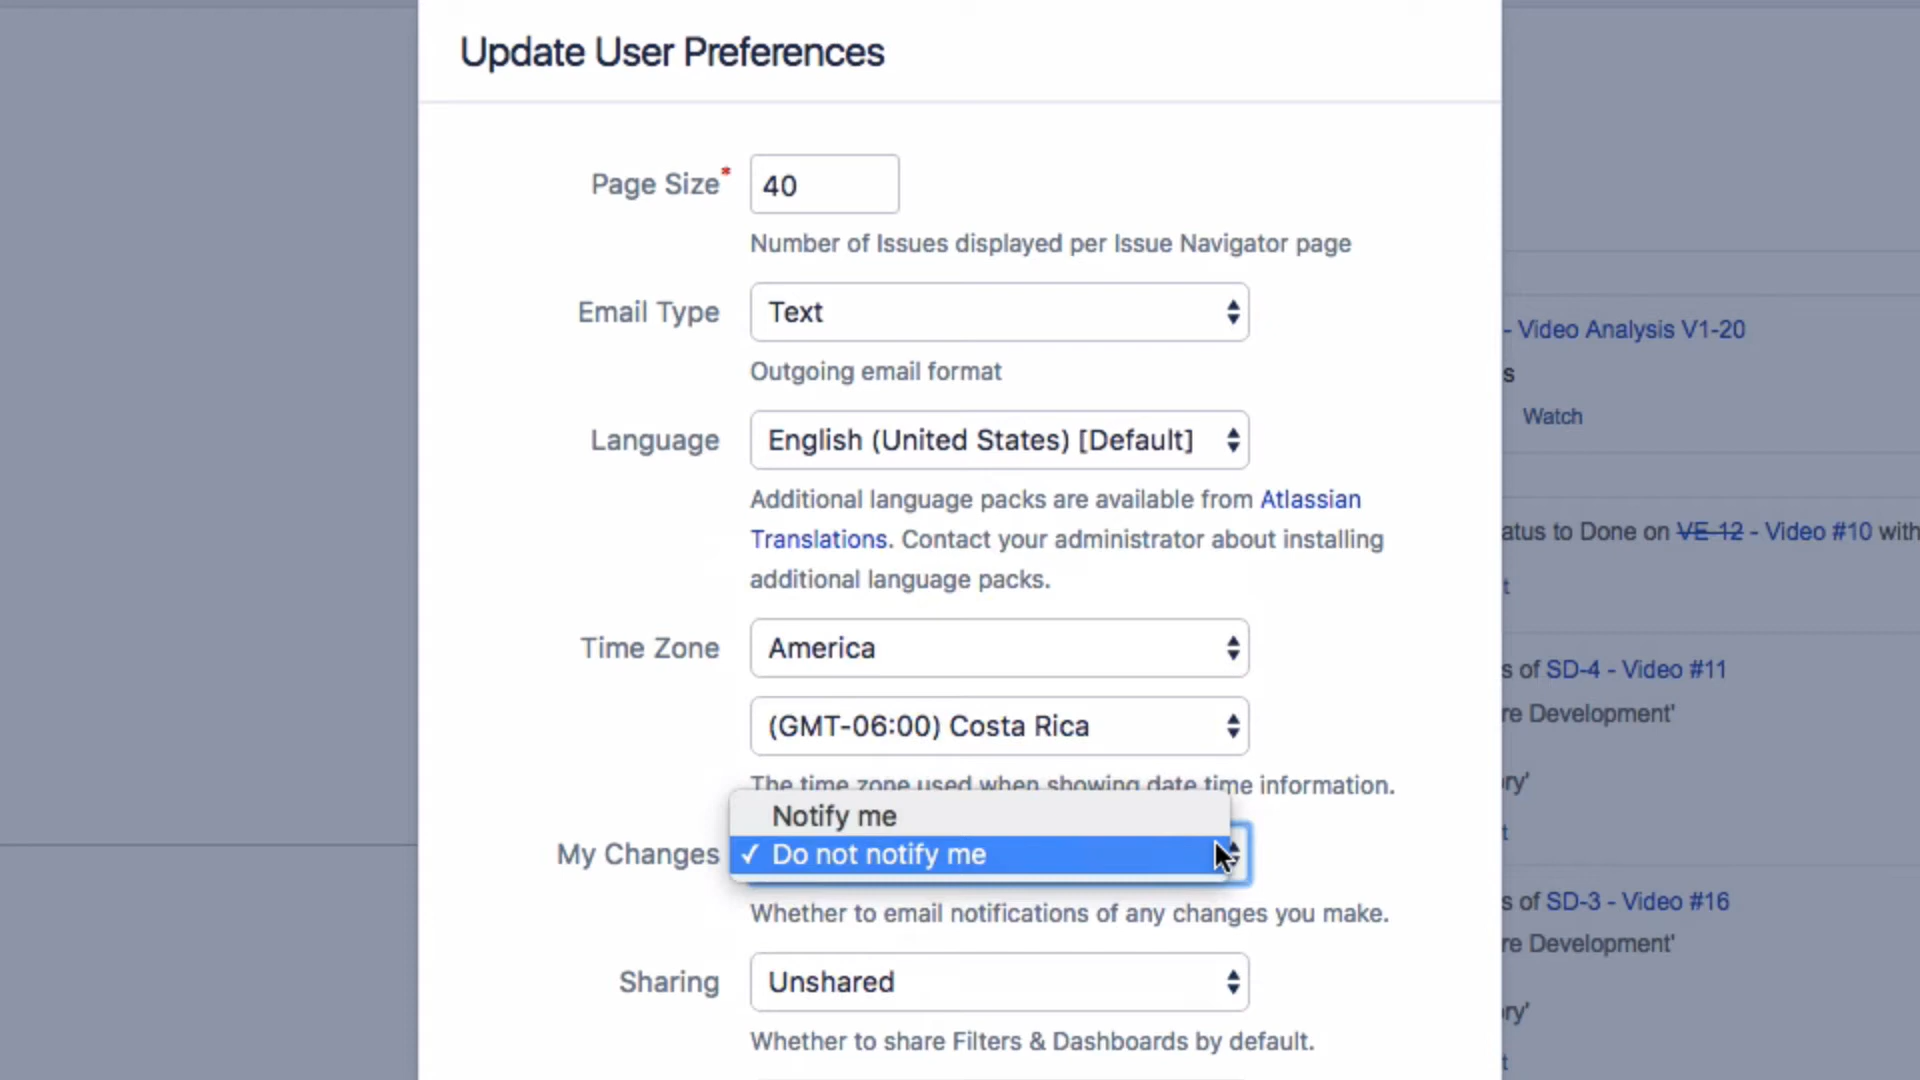 Update User Preferences
Page Size*
40
Number of Issues displayed per Issue Navigator page
Email Type
Text
Outgoing email format
Language
English (United States) [Default]
Additional language packs are available from Atlassian
Translations. Contact your administrator about installing
additional language packs.
Time Zone
America
(GMT-06:00) Costa Rica
The time zone used when showing date time information.
Notify me
My Changes
✓ Do not notify me
Whether to email notifications of any changes you make.
Sharing
Unshared
Whether to share Filters & Dashboards by default.
- Video Analysis V1-20
s
Watch
atus to Done on VE-12 - Video #10 with
t
s of SD-4 - Video #11
re Development'
ry'
t
s of SD-3 - Video #16
re Development'
ry'
t